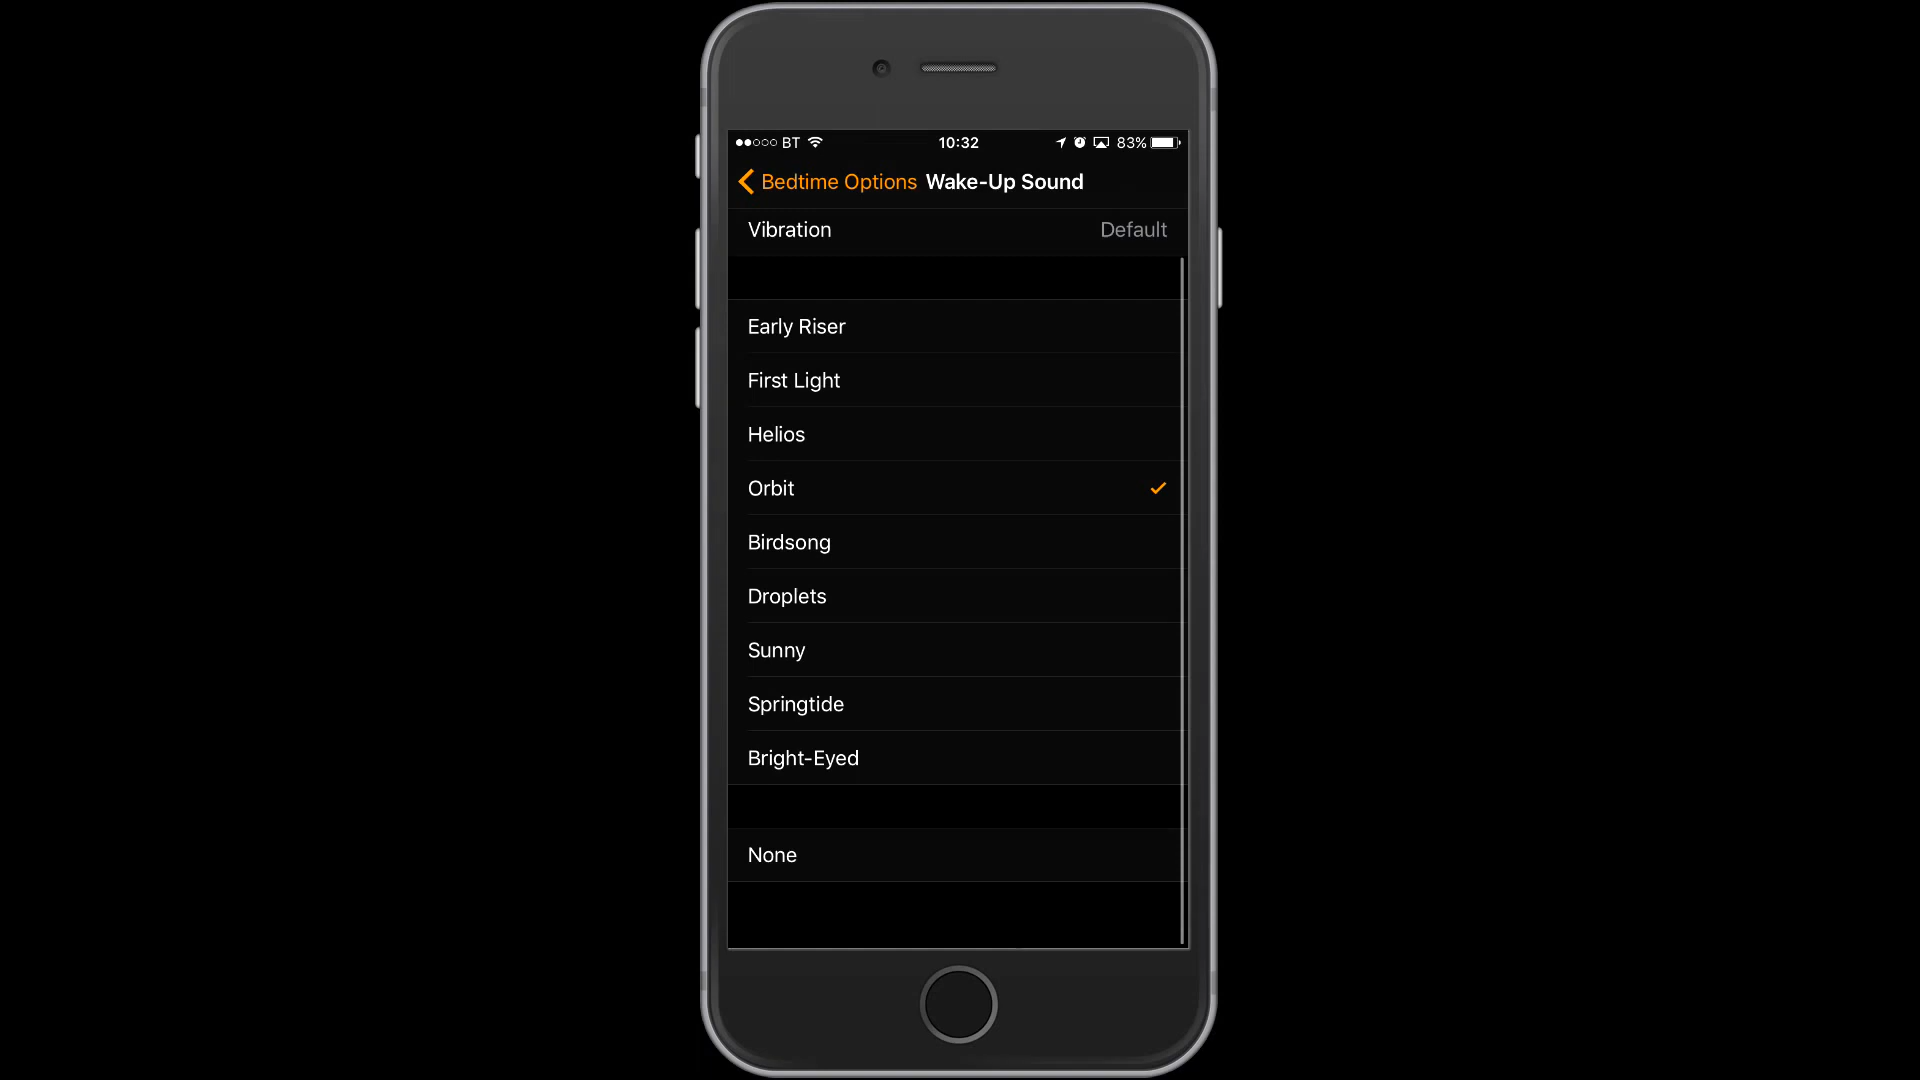 BT 10:32 83%
Bedtime Options Wake-Up Sound
Vibration Default
Early Riser
First Light
Helios
Orbit
Birdsong
Droplets
Sunny
Springtide
Bright-Eyed
None